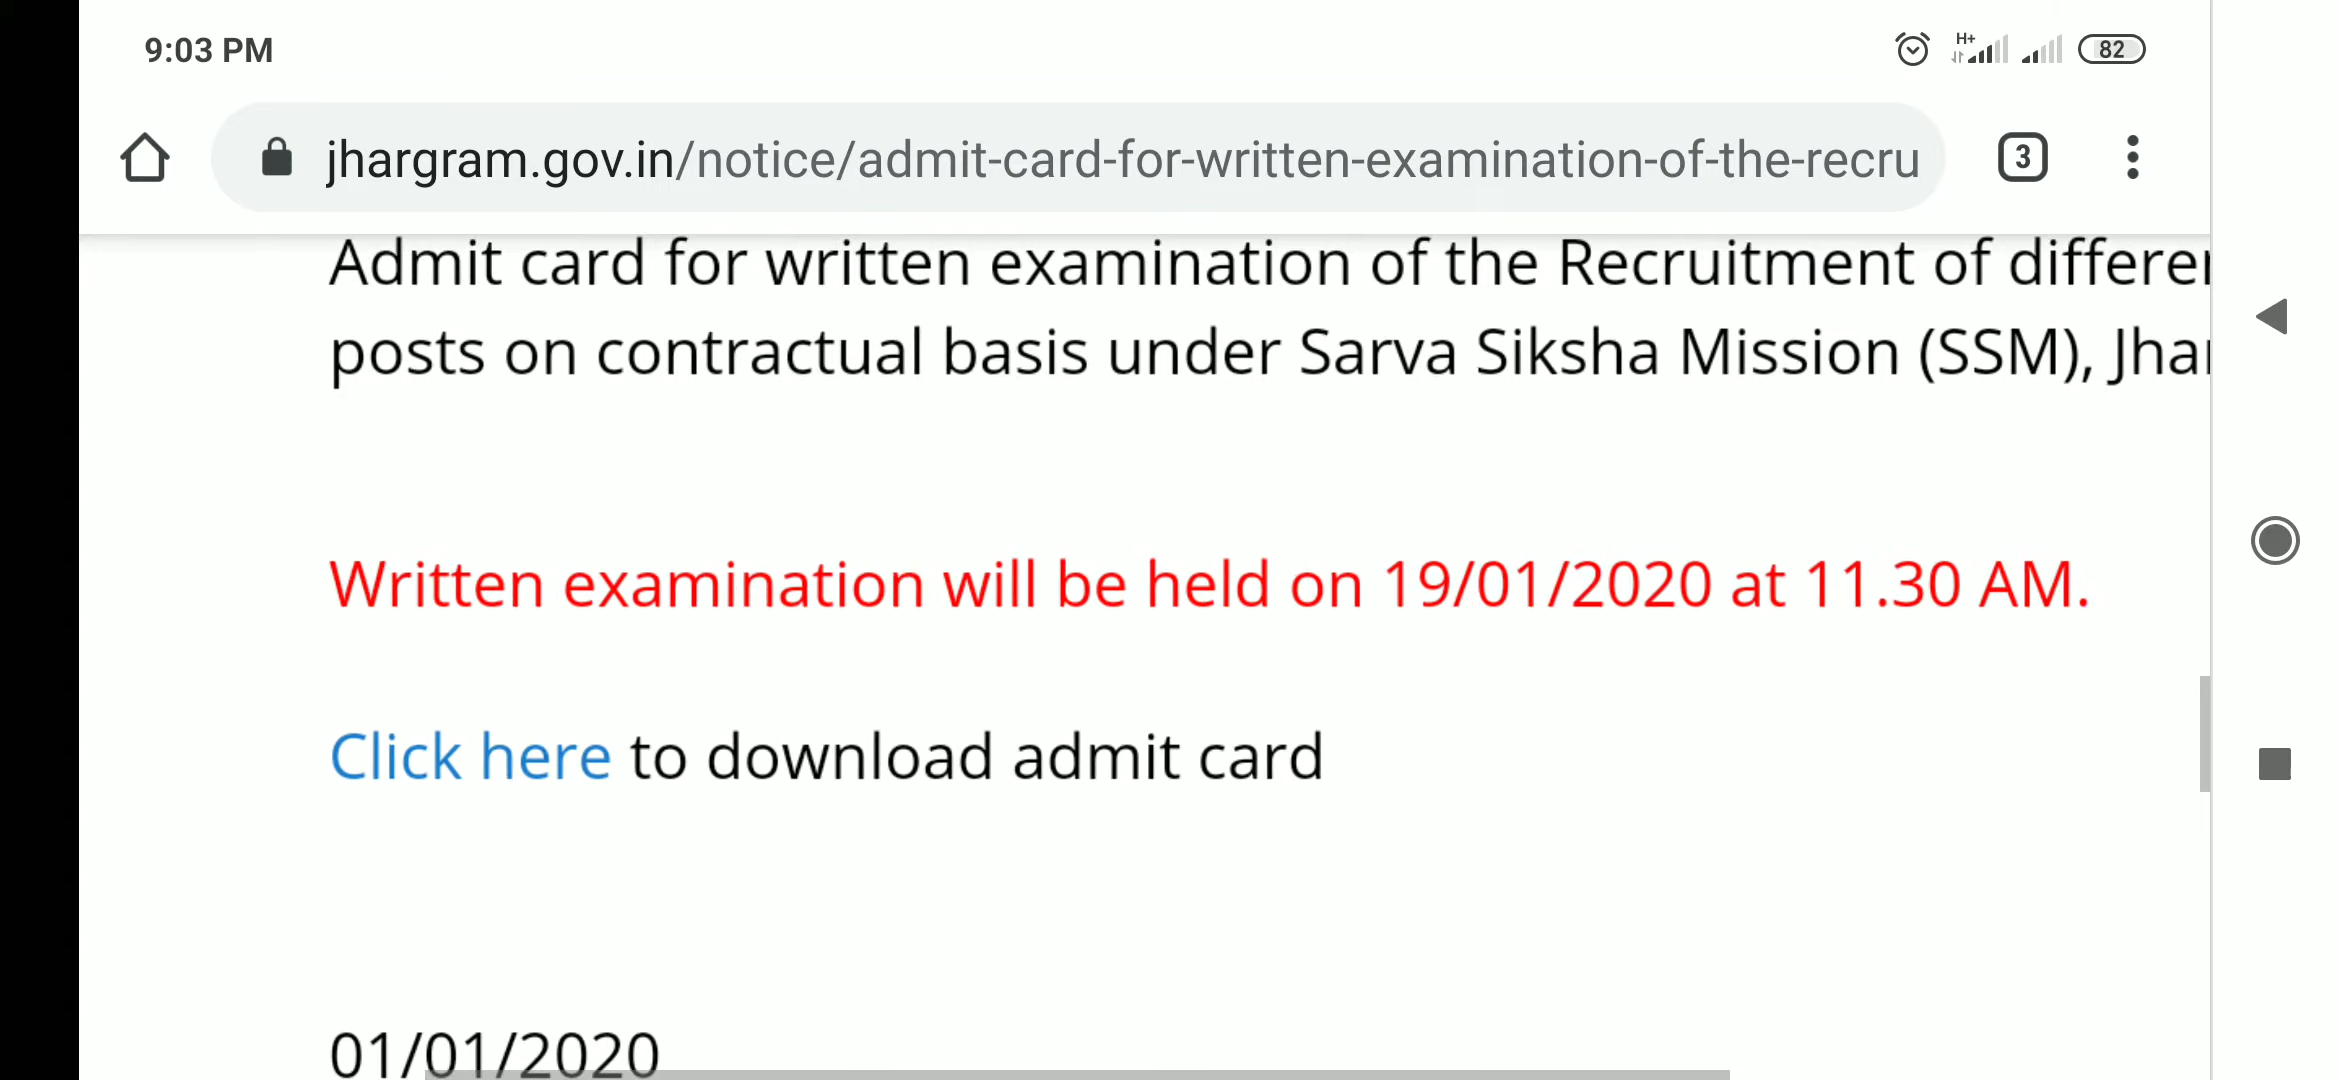 9:03 PM
H+
82
jhargram.gov.in/notice/admit-card-for-written-examination-of-the-recru
3
Admit card for written examination of the Recruitment of differen
posts on contractual basis under Sarva Siksha Mission (SSM), Jhar
Written examination will be held on 19/01/2020 at 11.30 AM.
Click here to download admit card
01/01/2020